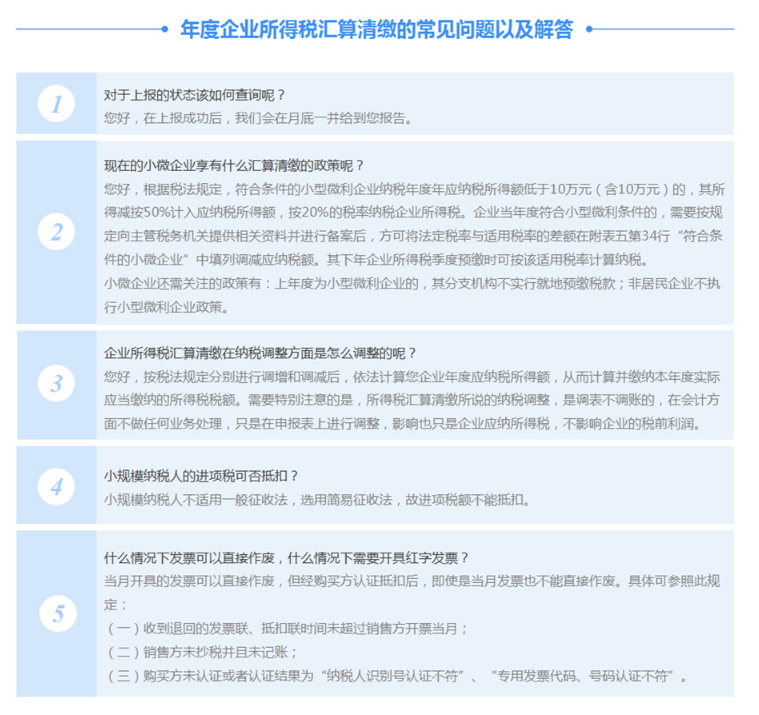 年度企业所得税汇算清缴的常见问题以及解答
1
对于上报的状态该如何查询呢？
您好，在上报成功后，我们会在月底一并给到您报告。
2
现在的小微企业享有什么汇算清缴的政策呢？
您好，根据税法规定，符合条件的小型微利企业纳税年度年应纳税所得额低于10万元（含10万元）的，其所
得减按50%计入应纳税所得额，按20%的税率纳税企业所得税。企业当年度符合小型微利条件的，需要按规
定向主管税务机关提供相关资料并进行备案后，方可将法定税率与适用税率的差额在附表五第34行“符合条
件的小微企业”中填列调减应纳税额。其下年企业所得税季度预缴时可按该适用税率计算纳税。
小微企业还需关注的政策有：上年度为小型微利企业的，其分支机构不实行就地预缴税款；非居民企业不执
行小型微利企业政策。
3
企业所得税汇算清缴在纳税调整方面是怎么调整的呢？
您好，按税法规定分别进行调增和调减后，依法计算您企业年度应纳税所得额，从而计算并缴纳本年度实际
应当缴纳的所得税税额。需要特别注意的是，所得税汇算清缴所说的纳税调整，是调表不调账的，在会计方
面不做任何业务处理，只是在申报表上进行调整，影响也只是企业应纳所得税，不影响企业的税前利润。
4
小规模纳税人的进项税可否抵扣？
小规模纳税人不适用一般征收法，选用简易征收法，故进项税额不能抵扣。
5
什么情况下发票可以直接作废，什么情况下需要开具红字发票？
当月开具的发票可以直接作废，但经购买方认证抵扣后，即使是当月发票也不能直接作废。具体可参照此规
定：
（一）收到退回的发票联、抵扣联时间未超过销售方开票当月；
（二）销售方未抄税并且未记账；
（三）购买方未认证或者认证结果为“纳税人识别号认证不符”、“专用发票代码、号码认证不符”。